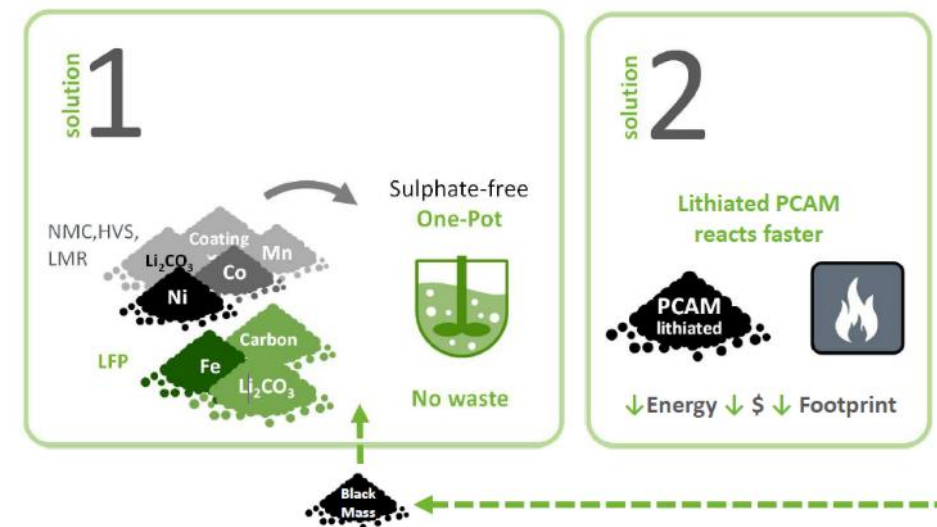 solution
1
NMC,HVS,
LMR
Coating
Mn
Li₂CO₃
Co
Ni
LFP
Carbon
Fe
Li₂CO₃
Sulphate-free
One-Pot
No waste
solution
2
Lithiated PCAM
reacts faster
PCAM
lithiated
↓Energy ↓ $ ↓ Footprint
Black
Mass